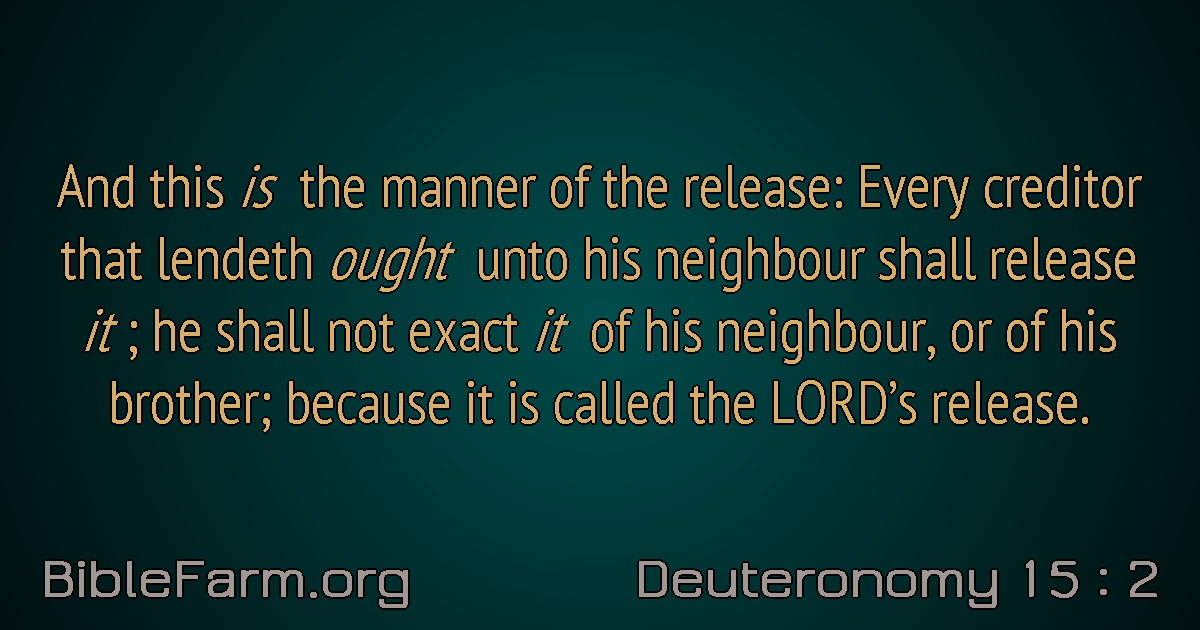 And this is the manner of the release: Every creditor
that lendeth ought unto his neighbour shall release
it ; he shall not exact it of his neighbour, or of his
brother; because it is called the LORD’s release.
BibleFarm.org
Deuteronomy 15 : 2